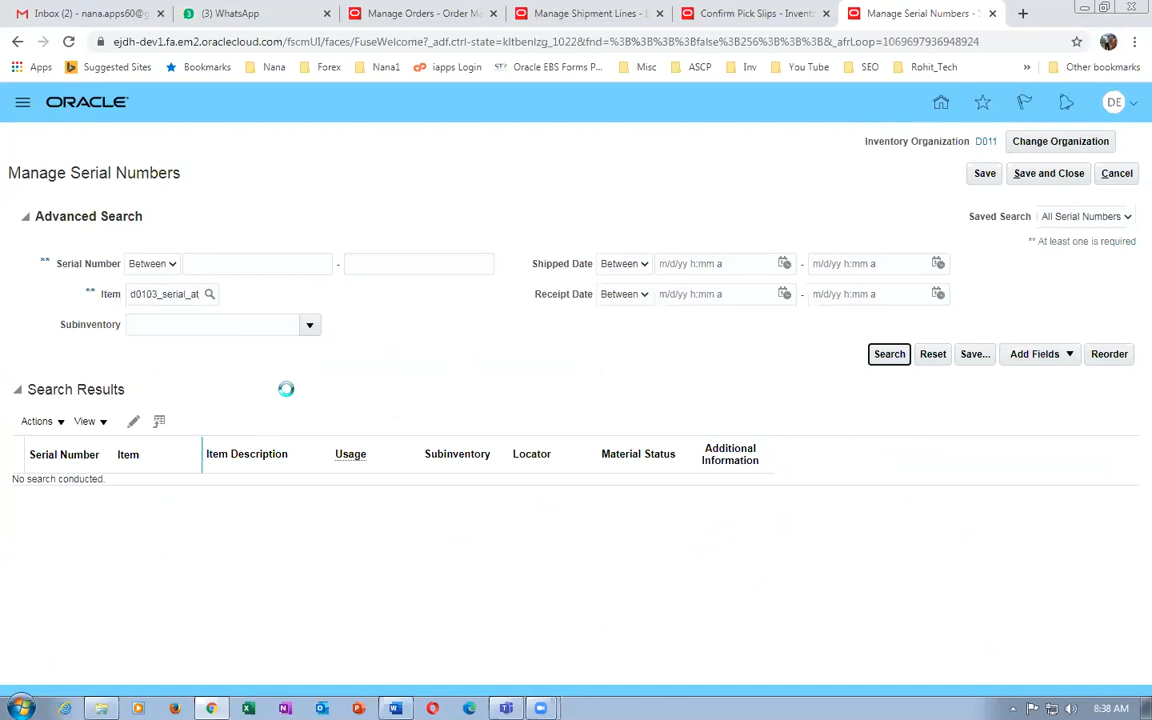 Inbox (2) - nana.apps60@g
(3) WhatsApp
Manage Orders - Order Ma
Manage Shipment Lines - I
Confirm Pick Slips - Invento
Manage Serial Numbers - S
ejdh-dev1.fa.em2.oraclecloud.com/fscmUI/faces/FuseWelcome?_adf.ctrl-state=kltbenlzg_1022&fnd=%3B%3B%3B%3Bfalse%3B256%3B%3B%3B&_afrLoop=1069697936948924
Apps
Suggested Sites
Bookmarks
Nana
Forex
Nana1
iapps Login
Oracle EBS Forms P...
Misc
ASCP
Inv
You Tube
SEO
Rohit_Tech
»
Other bookmarks
ORACLE
DE
Inventory Organization D011 Change Organization
Manage Serial Numbers
Save
Save and Close
Cancel
Advanced Search
Saved Search All Serial Numbers
** At least one is required
** Serial Number Between -
Shipped Date Between m/d/yy h:mm a - m/d/yy h:mm a
** Item d0103_serial_at
Receipt Date Between m/d/yy h:mm a - m/d/yy h:mm a
Subinventory
Search
Reset
Save...
Add Fields
Reorder
Search Results
Actions
View
Serial Number
Item
Item Description
Usage
Subinventory
Locator
Material Status
Additional
Information
No search conducted.
8:38 AM